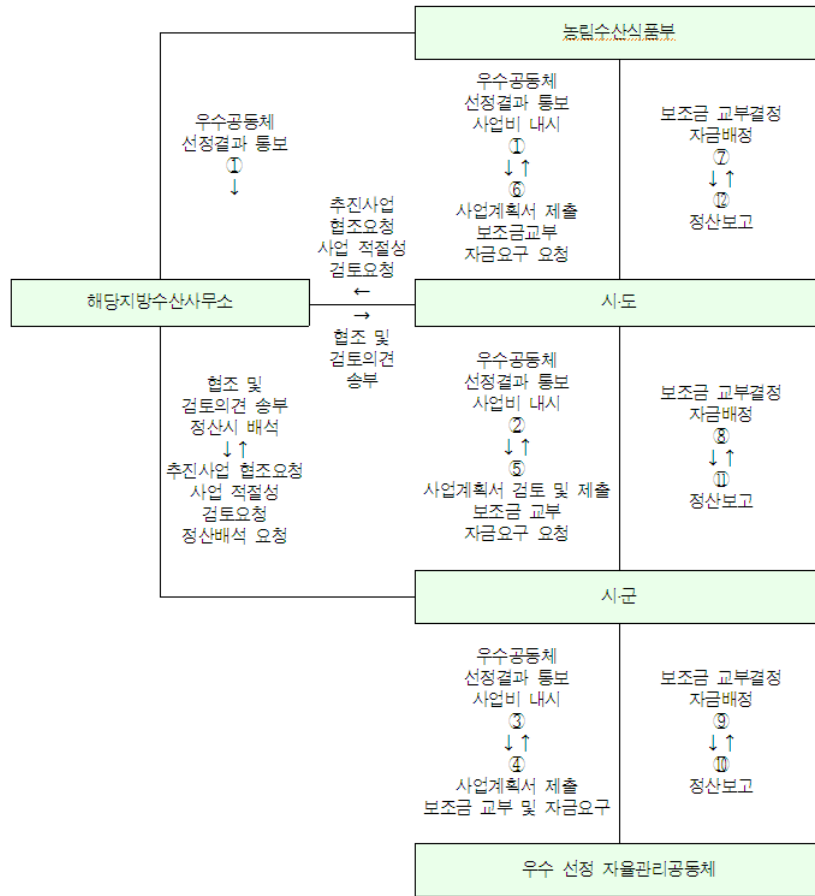 농림수산식품부
우수공동체
선정결과 통보
①
↓
우수공동체
선정결과 통보
사업비 내시
①
↓↑
⑥
사업계획서 제출
보조금교부
자금요구 요청
보조금 교부결정
자금배정
⑦
↓↑
⑫
정산보고
추진사업
협조요청
사업 적절성
검토요청
←
해당지방수산사무소
시·도
→
협조 및
검토의견
송부
협조 및
검토의견 송부
정산시 배석
↓↑
추진사업 협조요청
사업 적절성
검토요청
정산배석 요청
우수공동체
선정결과 통보
사업비 내시
②
↓↑
⑤
사업계획서 검토 및 제출
보조금 교부
자금요구 요청
보조금 교부결정
자금배정
⑧
↓↑
⑪
정산보고
시·군
우수공동체
선정결과 통보
사업비 내시
③
↓↑
④
사업계획서 제출
보조금 교부 및 자금요구
보조금 교부결정
자금배정
⑨
↓↑
⑩
정산보고
우수 선정 자율관리공동체